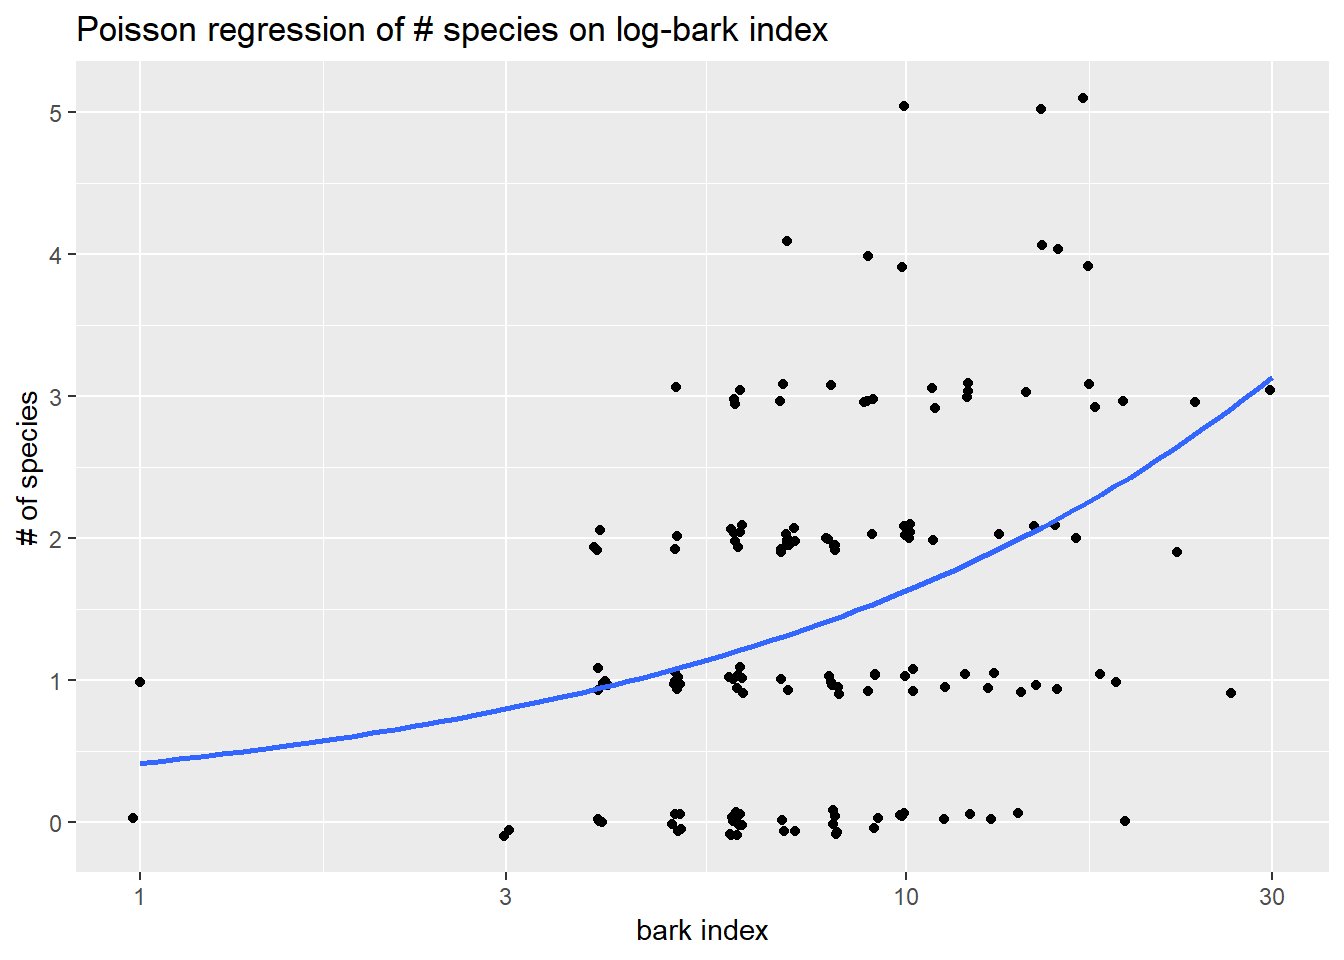 Poisson regression of # species on log-bark index
5
4
3
2
1
0
# of species
1 3 10 30
bark index